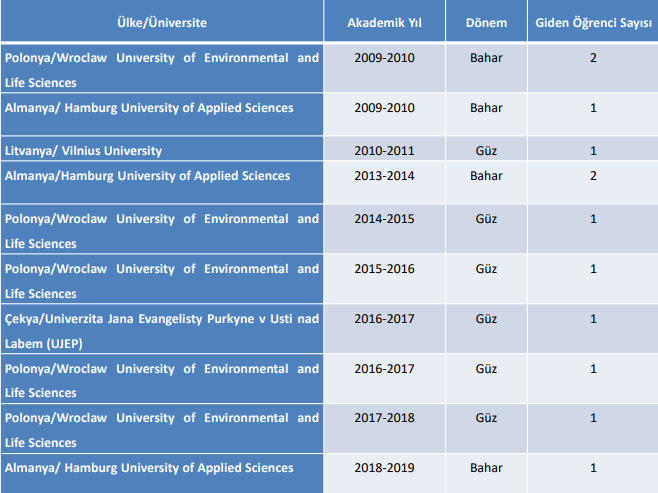 Ülke/Üniversite Akademik Yıl Dönem Giden Öğrenci Sayısı
Polonya/Wroclaw Unıversity of Environmental and 2009-2010 Bahar 2
Life Sciences
Almanya/ Hamburg University of Applied Sciences 2009-2010 Bahar 1
Litvanya/ Vilnius University 2010-2011 Güz 1
Almanya/Hamburg University of Applied Sciences 2013-2014 Bahar 2
Polonya/Wroclaw University of Environmental and 2014-2015 Güz 1
Life Sciences
Polonya/Wroclaw University of Environmental and 2015-2016 Güz 1
Life Sciences
Çekya/Univerzita Jana Evangelisty Purkyne v Usti nad 2016-2017 Güz 1
Labem (UJEP)
Polonya/Wroclaw University of Environmental and 2016-2017 Güz 1
Life Sciences
Polonya/Wroclaw University of Environmental and 2017-2018 Güz 1
Life Sciences
Almanya/ Hamburg University of Applied Sciences 2018-2019 Bahar 1